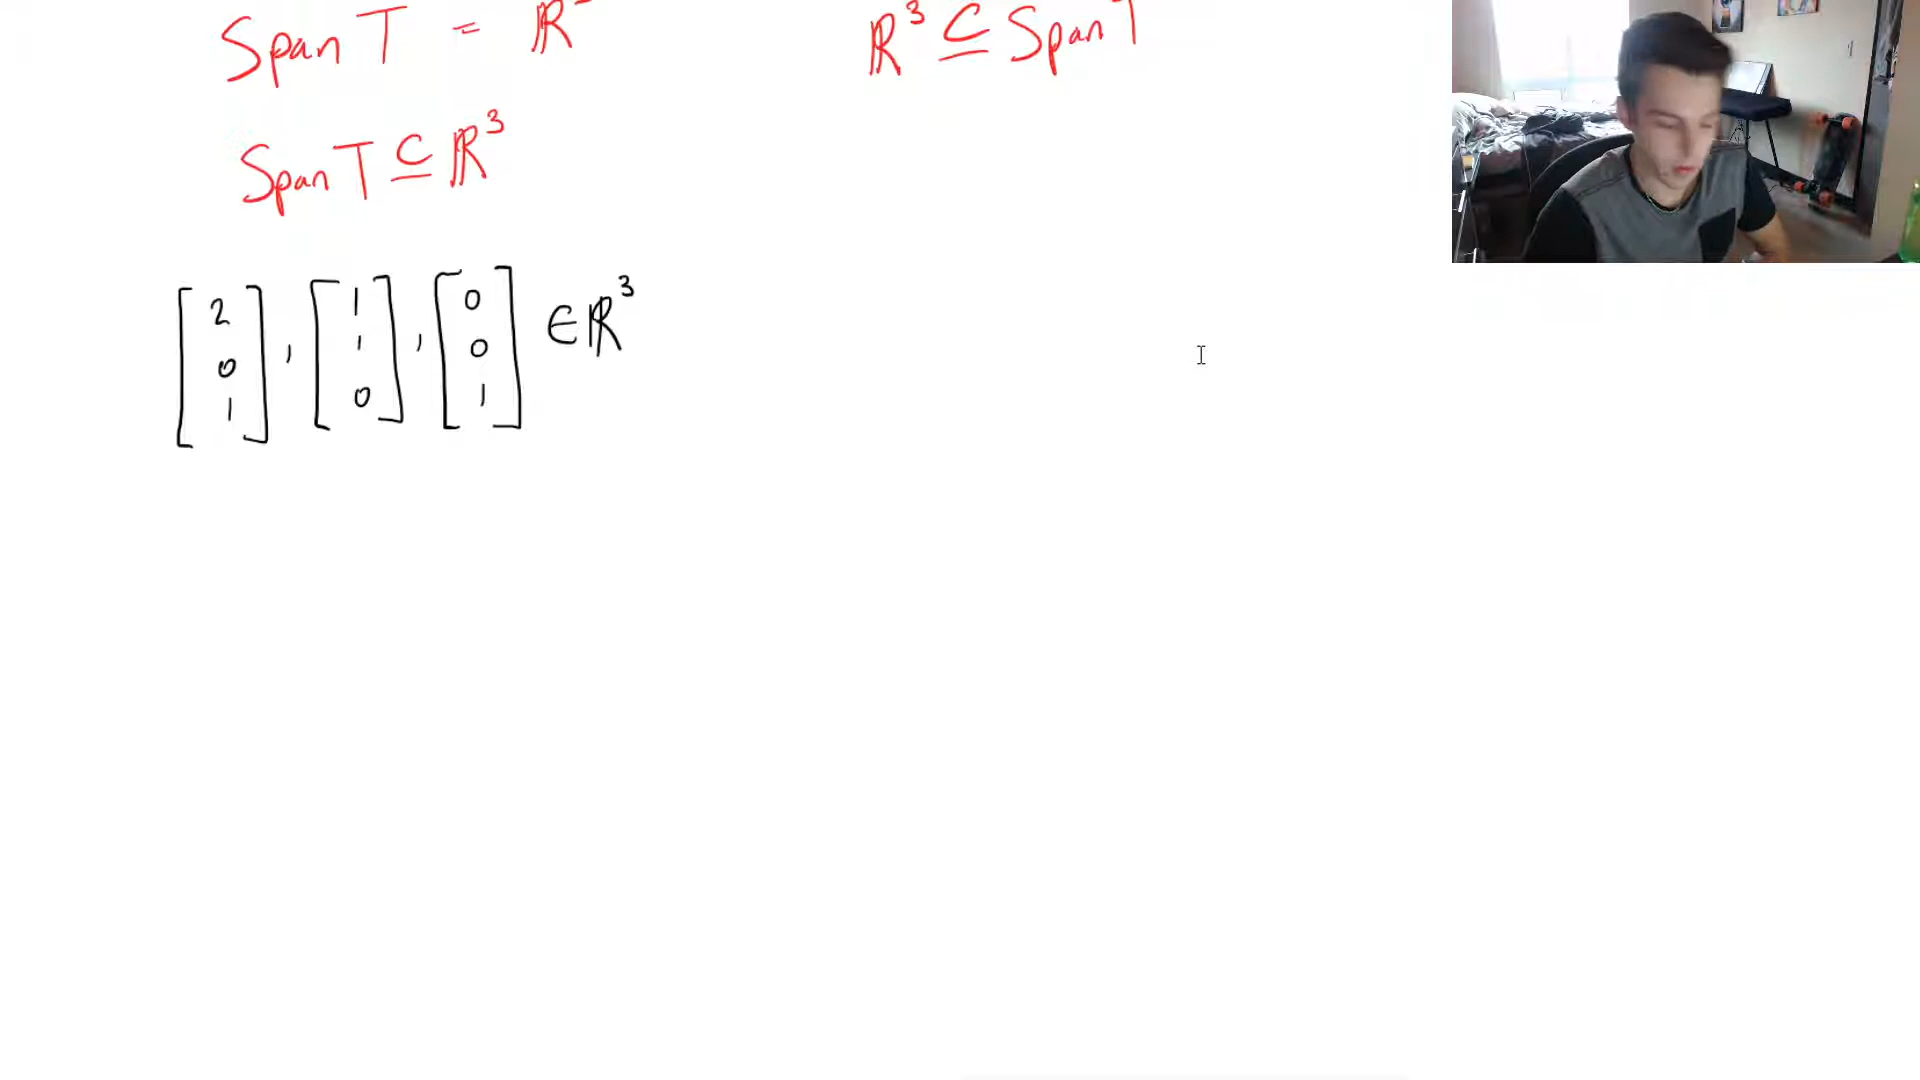 Span T = ℝ
ℝ³ ⊆ Span T
Span T ⊆ ℝ³
[2 0 1], [1 1 0], [0 0 1] ∈ ℝ³